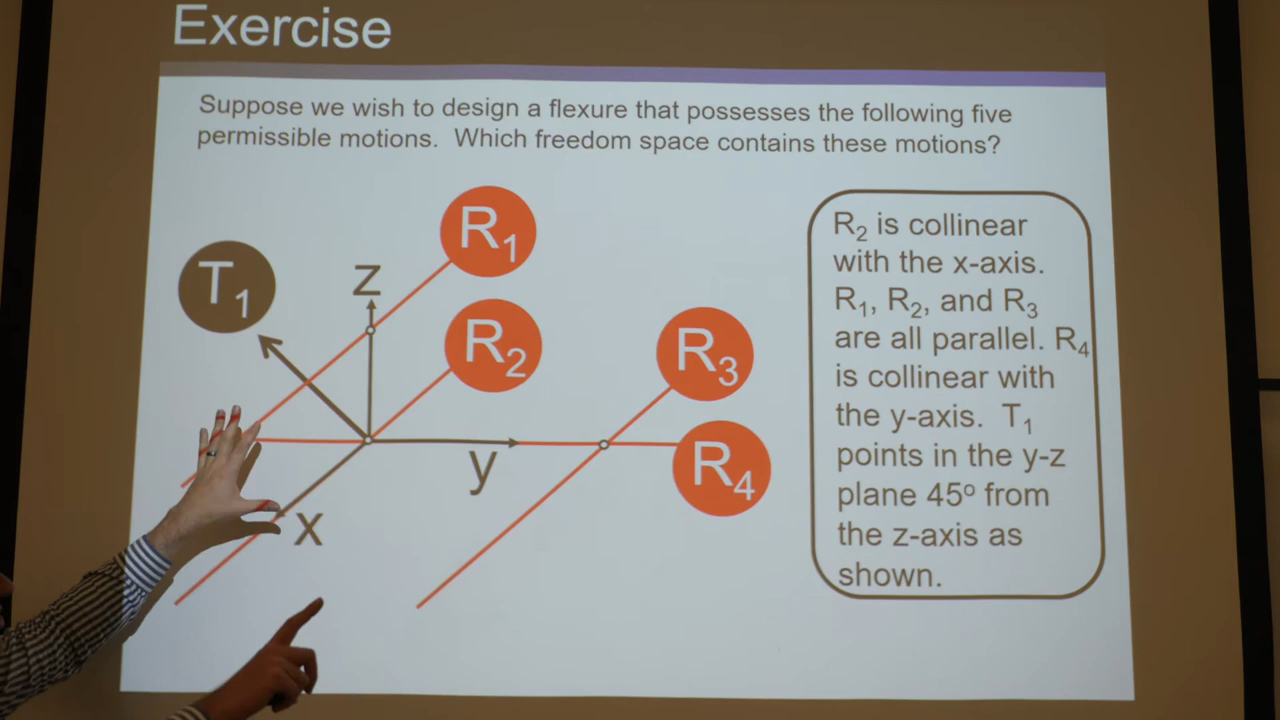 Exercise
Suppose we wish to design a flexure that possesses the following five
permissible motions. Which freedom space contains these motions?
R1
T1
z
R2
R3
R4
y
x
R2 is collinear
with the x-axis.
R1, R2, and R3
are all parallel. R4
is collinear with
the y-axis. T1
points in the y-z
plane 45º from
the z-axis as
shown.